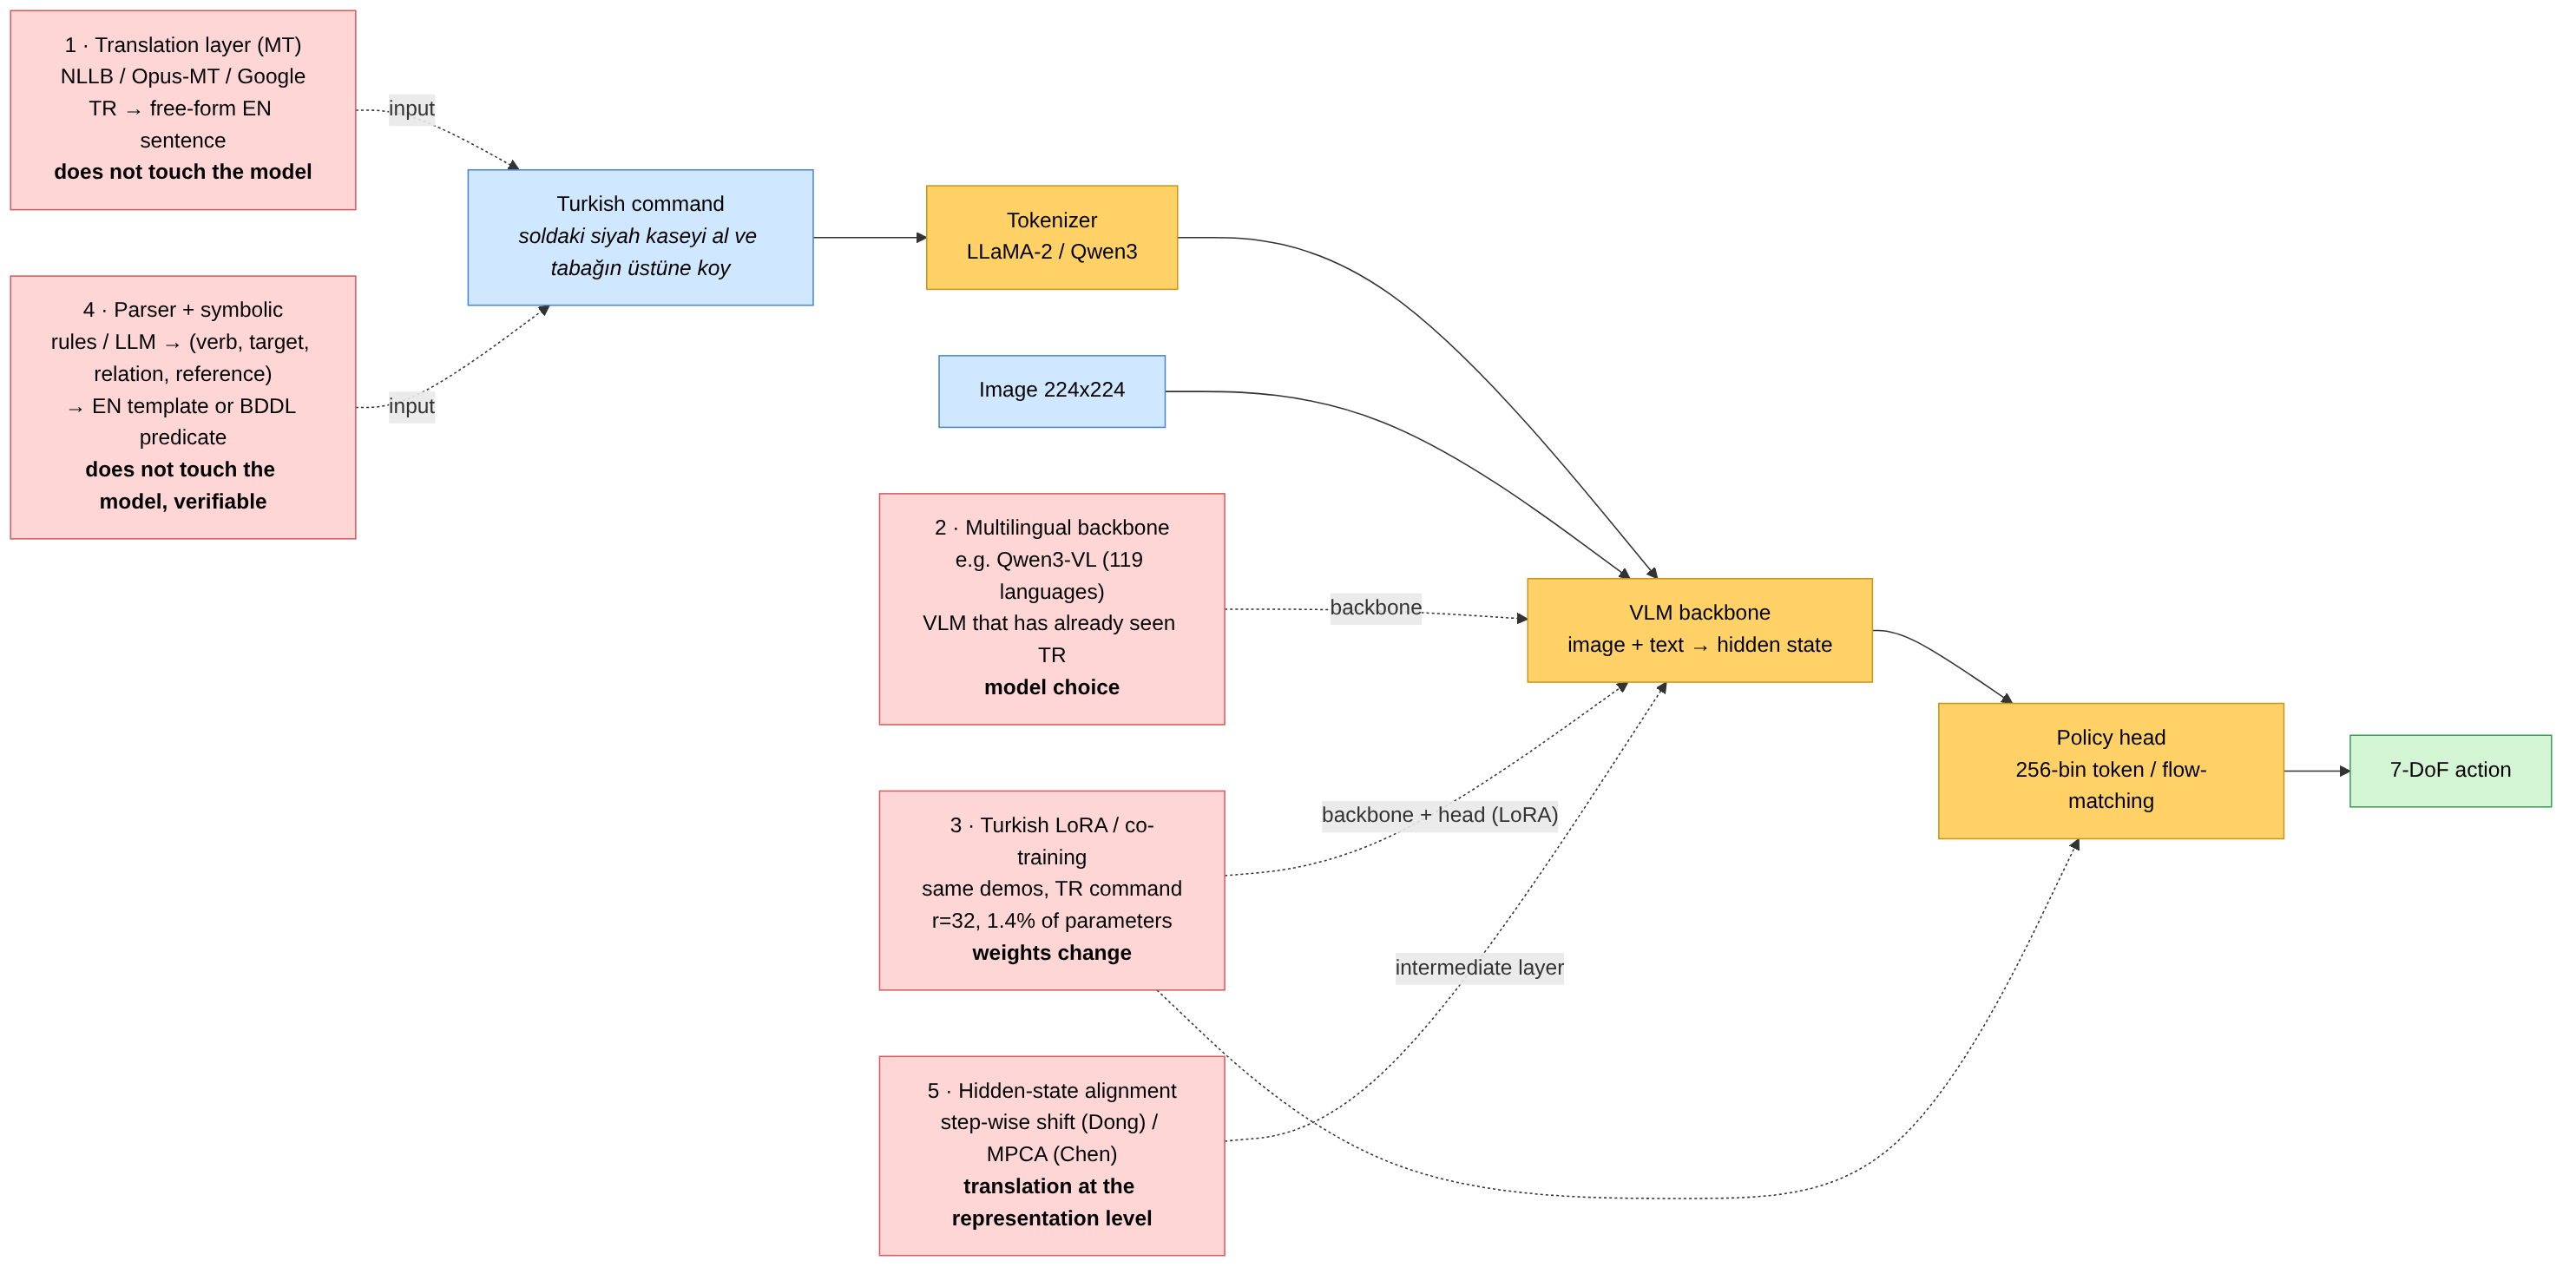 1 · Translation layer (MT)
NLLB / Opus-MT / Google
TR → free-form EN
sentence
does not touch the model
input
4 · Parser + symbolic
rules / LLM → (verb, target,
relation, reference)
→ EN template or BDDL
predicate
does not touch the
model, verifiable
input
Turkish command
soldaki siyah kaseyi al ve
tabağın üstüne koy
Tokenizer
LLaMA-2 / Qwen3
Image 224x224
2 · Multilingual backbone
e.g. Qwen3-VL (119
languages)
VLM that has already seen
TR
model choice
backbone
3 · Turkish LoRA / co-
training
same demos, TR command
r=32, 1.4% of parameters
weights change
backbone + head (LoRA)
5 · Hidden-state alignment
step-wise shift (Dong) /
MPCA (Chen)
translation at the
representation level
intermediate layer
VLM backbone
image + text → hidden state
Policy head
256-bin token / flow-
matching
7-DoF action